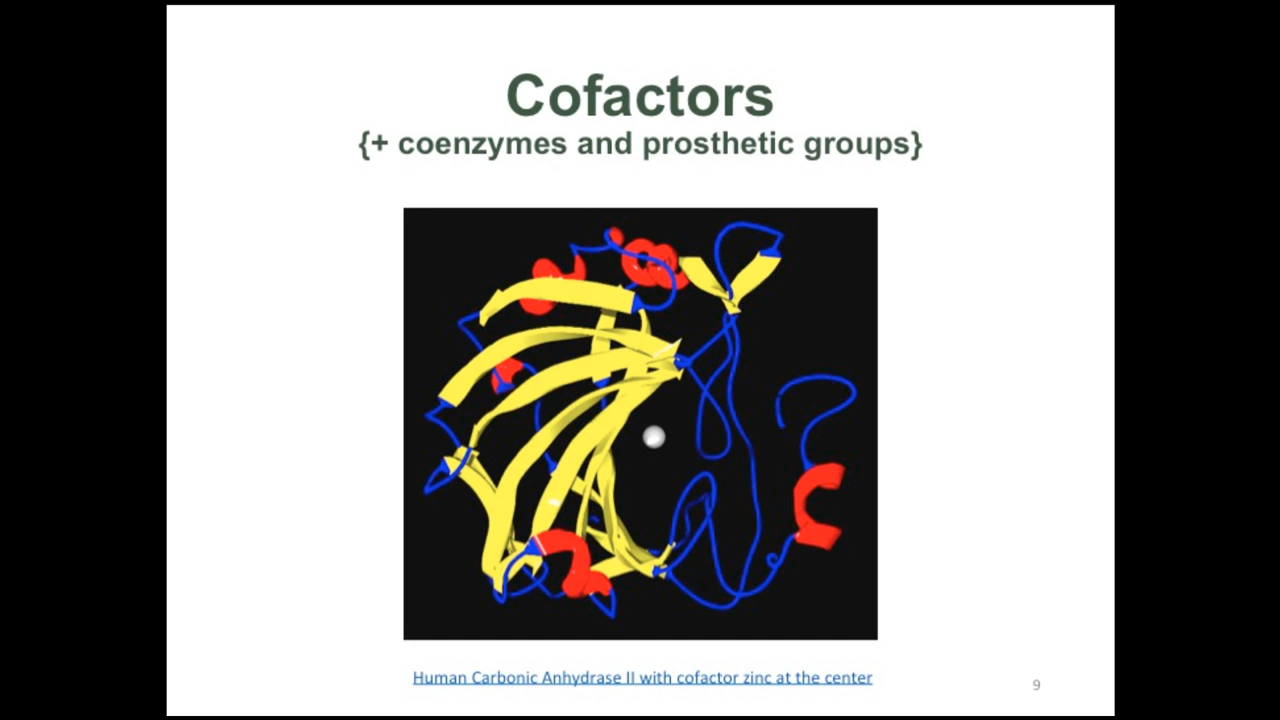 Cofactors
{+ coenzymes and prosthetic groups}
Human Carbonic Anhydrase II with cofactor zinc at the center
9